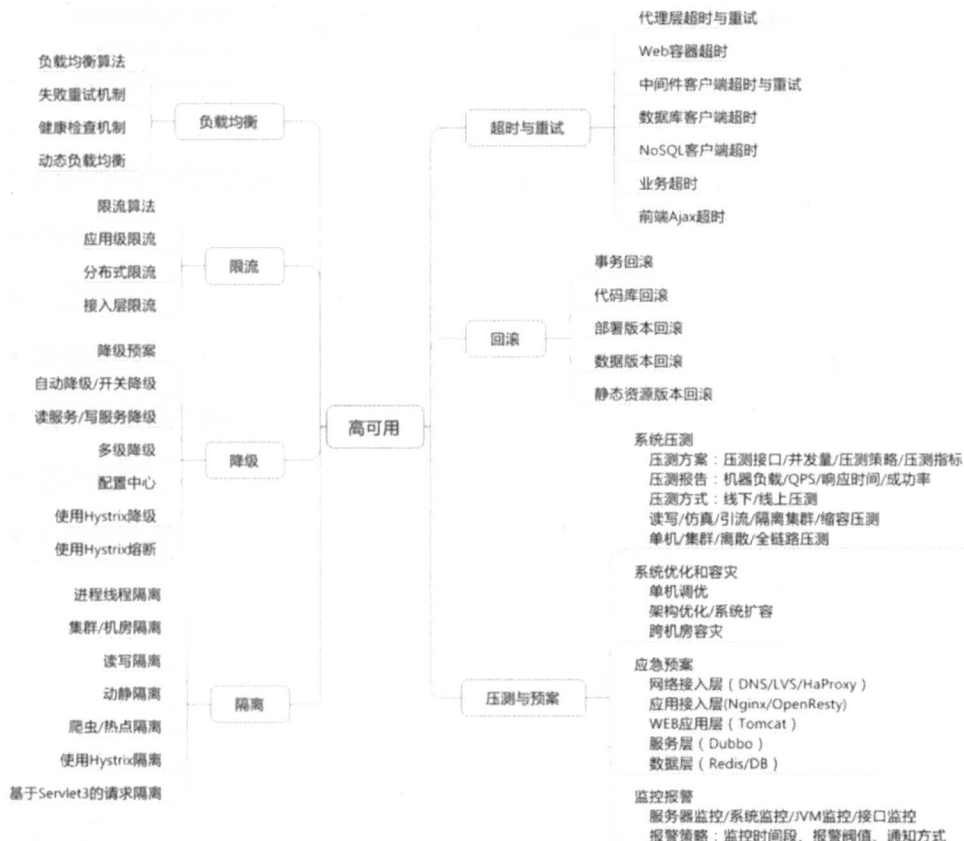 高可用
负载均衡
负载均衡算法
失败重试机制
健康检查机制
动态负载均衡
限流
限流算法
应用级限流
分布式限流
接入层限流
降级
降级预案
自动降级/开关降级
读服务/写服务降级
多级降级
配置中心
使用Hystrix降级
使用Hystrix熔断
隔离
进程线程隔离
集群/机房隔离
读写隔离
动静隔离
爬虫/热点隔离
使用Hystrix隔离
基于Servlet3的请求隔离
超时与重试
代理层超时与重试
Web容器超时
中间件客户端超时与重试
数据库客户端超时
NoSQL客户端超时
业务超时
前端Ajax超时
回滚
事务回滚
代码库回滚
部署版本回滚
数据版本回滚
静态资源版本回滚
压测与预案
系统压测
压测方案：压测接口/并发量/压测策略/压测指标
压测报告：机器负载/QPS/响应时间/成功率
压测方式：线下/线上压测
读写/仿真/引流/隔离集群/缩容压测
单机/集群/离散/全链路压测
系统优化和容灾
单机调优
架构优化/系统扩容
跨机房容灾
应急预案
网络接入层（DNS/LVS/HaProxy）
应用接入层(Nginx/OpenResty)
WEB应用层（Tomcat）
服务层（Dubbo）
数据层（Redis/DB）
监控报警
服务器监控/系统监控/JVM监控/接口监控
报警策略：监控时间段、报警阀值、通知方式